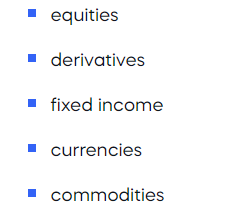 equities
derivatives
fixed income
currencies
commodities